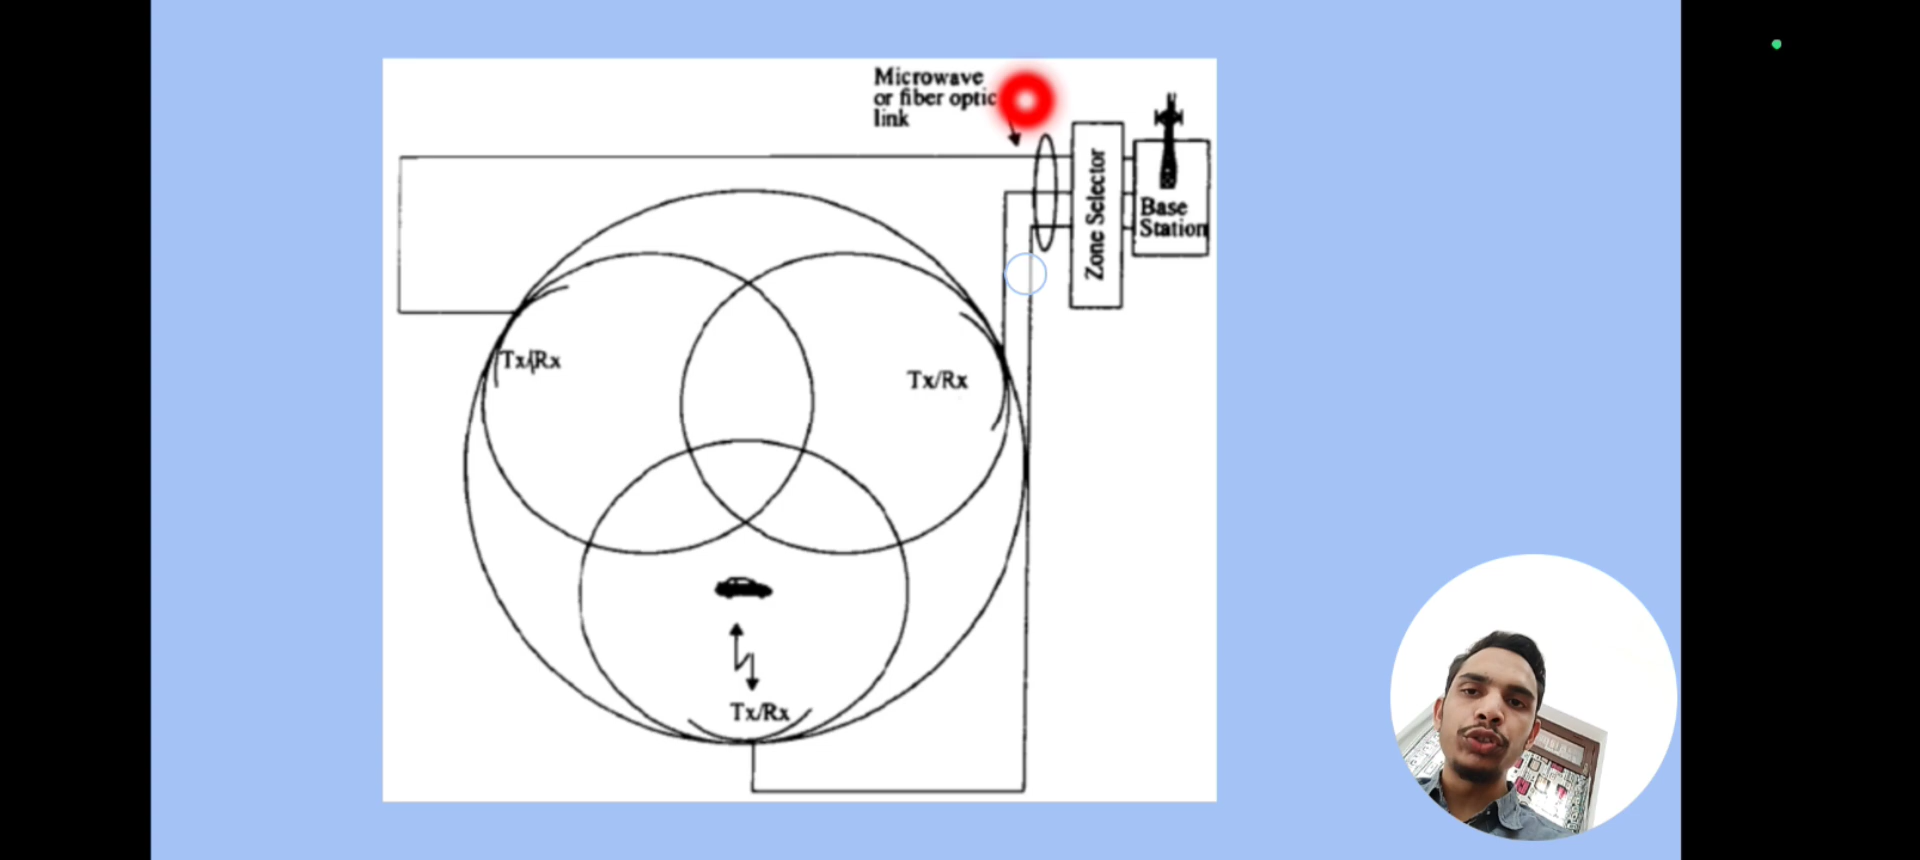 Microwave
or fiber optic
link
Zone Selector
Base
Station
Tx/Rx
Tx/Rx
Tx/Rx